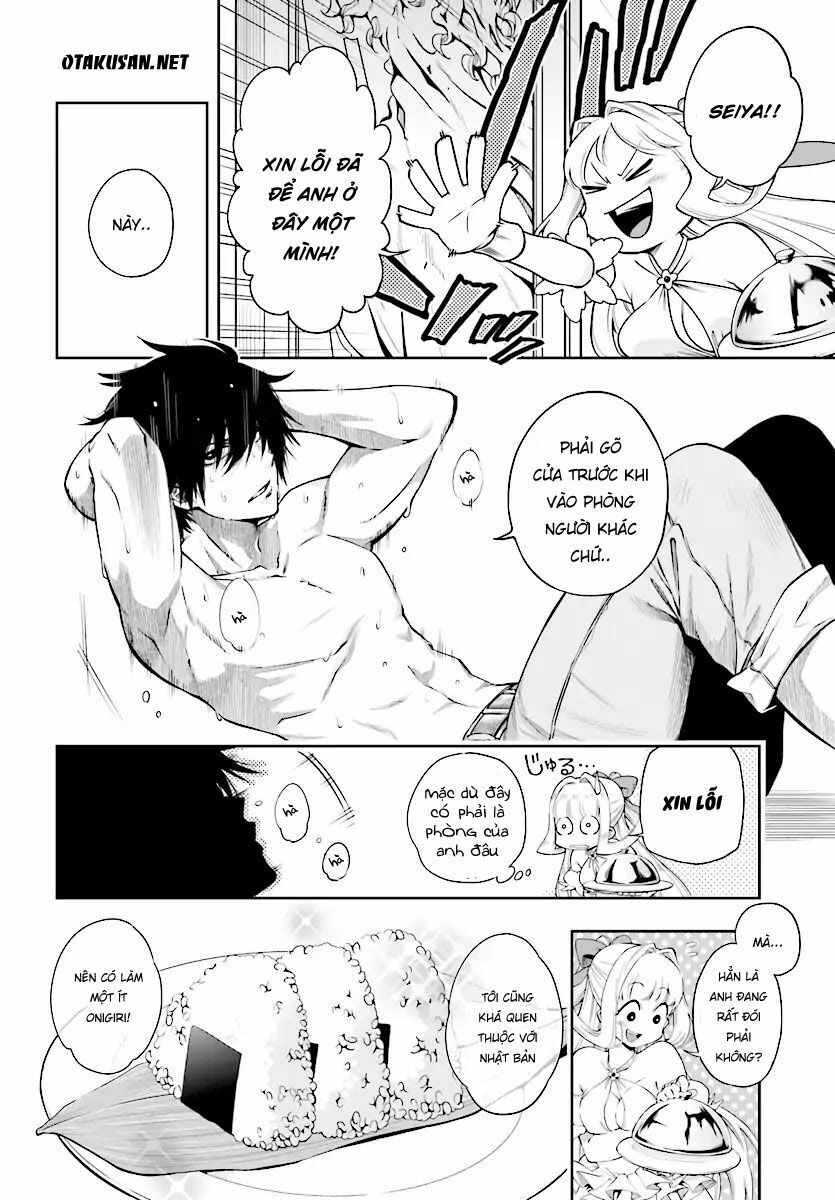 OTAKUSAN.NET
SEIYA!!
XIN LỖI ĐÃ
ĐỂ ANH Ở
ĐÂY MỘT
MÌNH!
NÀY..
PHẢI GÕ
CỬA TRƯỚC KHI
VÀO PHÒNG
NGƯỜI KHÁC
CHỨ..
hà
hà
XIN LỖI
じゅる...
Mặc dù đây
có phải là
phòng của
anh đâu
hà
hà
MÀ...
HẲN LÀ
ANH ĐANG
RẤT ĐÓI
PHẢI
KHÔNG?
TÔI CŨNG
KHÁ QUEN
THUỘC VỚI
NHẬT BẢN
NÊN CÓ LÀM
MỘT ÍT
ONIGIRI!